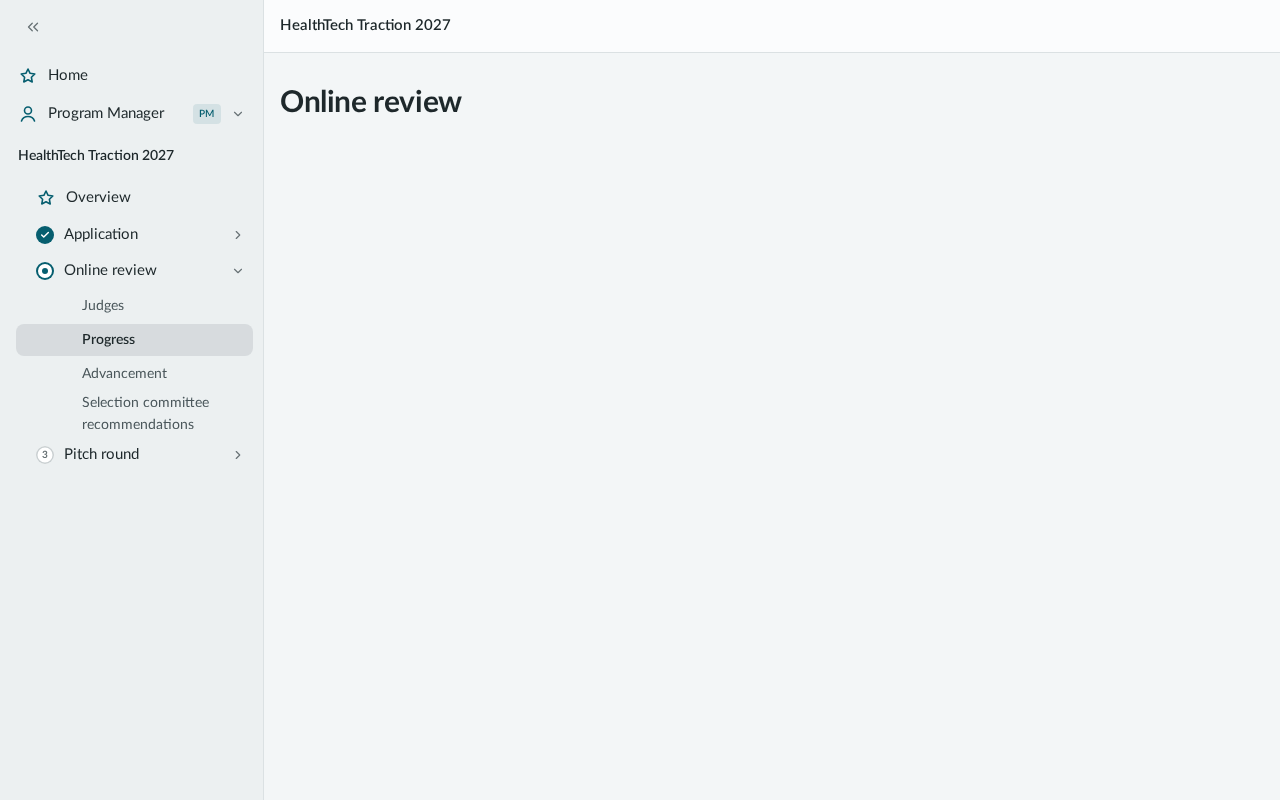 HealthTech Traction 2027
Home
Program Manager PM
HealthTech Traction 2027
Overview
Application
Online review
Judges
Progress
Advancement
Selection committee
recommendations
3 Pitch round
Online review